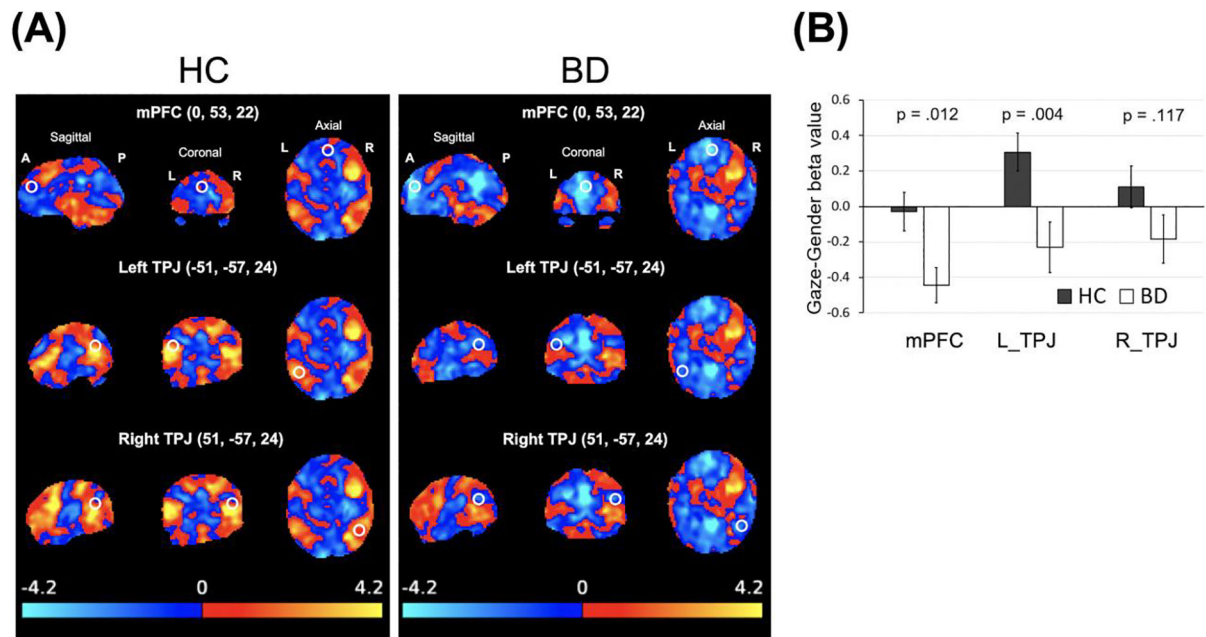 (A)
HC
BD
mPFC (0, 53, 22)
Sagittal
Coronal
Axial
A
P
L
R
L
R
Left TPJ (-51, -57, 24)
Right TPJ (51, -57, 24)
-4.2
0
4.2
mPFC (0, 53, 22)
Sagittal
Coronal
Axial
A
P
L
R
L
R
Left TPJ (-51, -57, 24)
Right TPJ (51, -57, 24)
-4.2
0
4.2
(B)
Gaze-Gender beta value
0.6
0.4
0.2
0.0
-0.2
-0.4
-0.6
p = .012
p = .004
p = .117
HC
BD
mPFC
L_TPJ
R_TPJ